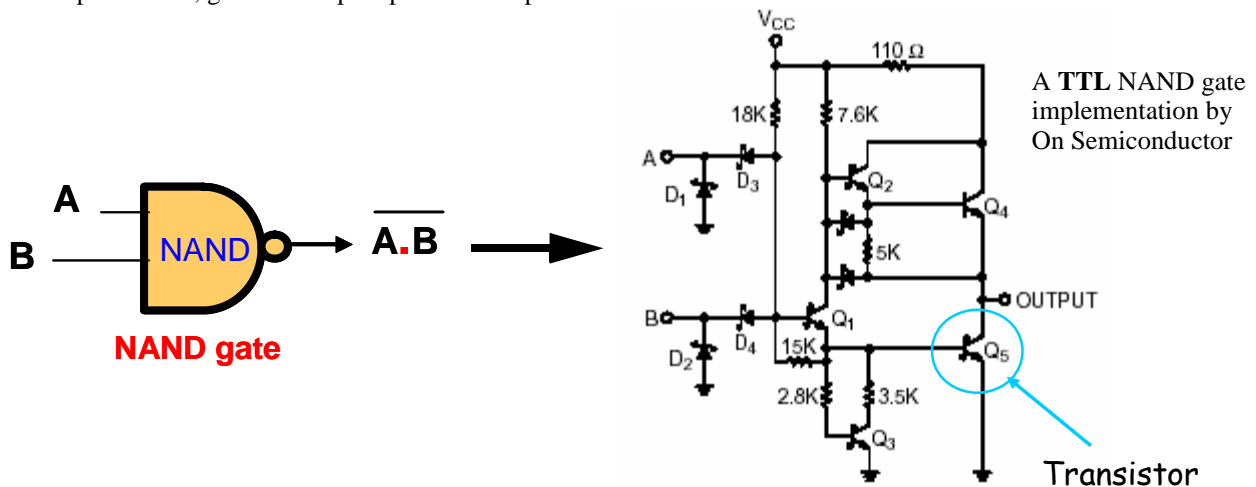 A
B
NAND
A.B
NAND gate
VCC
110 Ω
18K
7.6K
A
D1
D3
Q2
Q4
5K
OUTPUT
B
D2
D4
Q1
15K
Q5
2.8K
3.5K
Q3
A TTL NAND gate
implementation by
On Semiconductor
Transistor